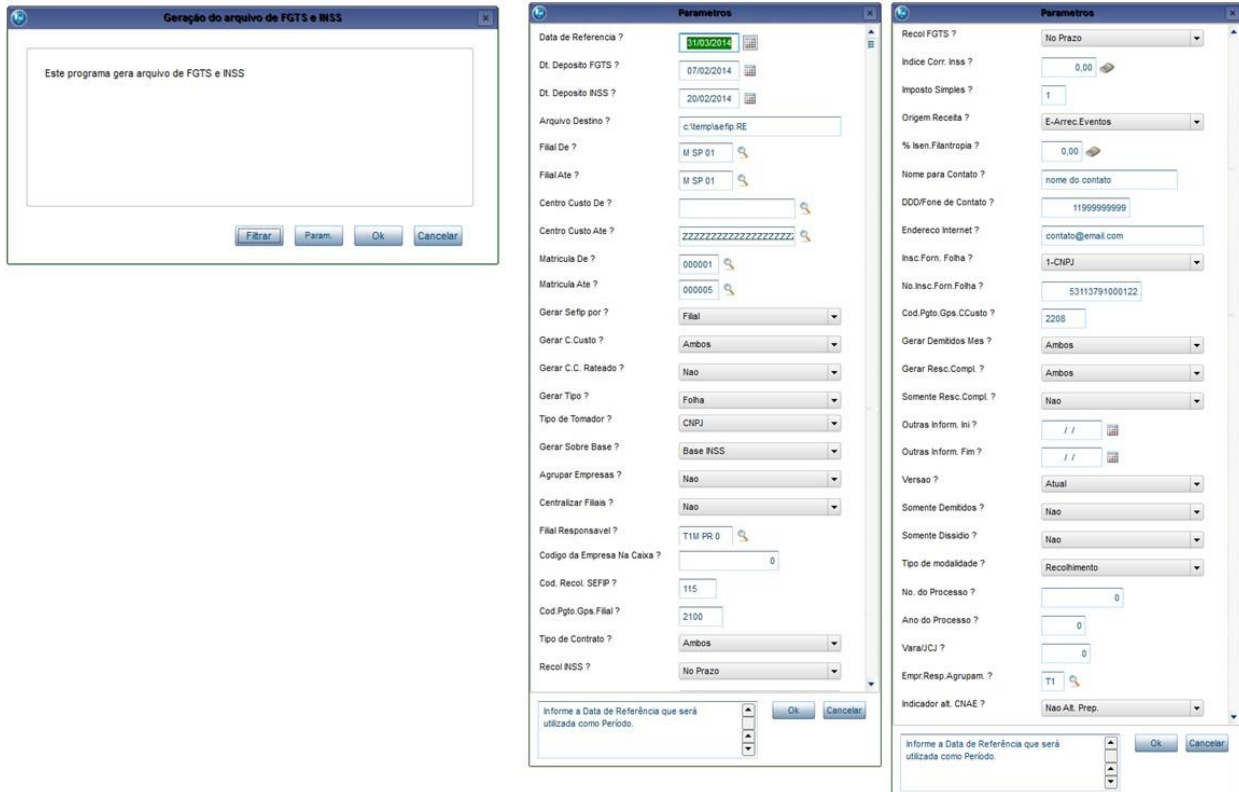 Geração do arquivo de FGTS e INSS
Este programa gera arquivo de FGTS e INSS
Filtrar Param. Ok Cancelar
Parametros
Data de Referencia ? 31/03/2014
Dt. Deposito FGTS ? 07/02/2014
Dt. Deposito INSS ? 20/02/2014
Arquivo Destino ? c:\temp\sefip.RE
Filial De ? M SP 01
Filial Ate ? M SP 01
Centro Custo De ?
Centro Custo Ate ? ZZZZZZZZZZZZZZZZZZZZ
Matricula De ? 000001
Matricula Ate ? 000005
Gerar Sefip por ? Filial
Gerar C.Custo ? Ambos
Gerar C.C. Rateado ? Nao
Gerar Tipo ? Folha
Tipo de Tomador ? CNPJ
Gerar Sobre Base ? Base INSS
Agrupar Empresas ? Nao
Centralizar Filiais ? Nao
Filial Responsavel ? T1M PR 0
Codigo da Empresa Na Caixa ? 0
Cod. Recol. SEFIP ? 115
Cod.Pgto.Gps.Filial ? 2100
Tipo de Contrato ? Ambos
Recol INSS ? No Prazo
Informe a Data de Referência que será
utilizada como Período.
Ok Cancelar
Parametros
Recol FGTS ? No Prazo
Indice Corr. Inss ? 0,00
Imposto Simples ? 1
Origem Receita ? E-Arrec.Eventos
% Isen.Filantropia ? 0,00
Nome para Contato ? nome do contato
DDD/Fone de Contato ? 11999999999
Endereco Internet ? contato@email.com
Insc.Forn. Folha ? 1-CNPJ
No.Insc.Forn.Folha ? 53113791000122
Cod.Pgto.Gps.CCusto ? 2208
Gerar Demitidos Mes ? Ambos
Gerar Resc.Compl. ? Ambos
Somente Resc.Compl. ? Nao
Outras Inform. Ini ? / /
Outras Inform. Fim ? / /
Versao ? Atual
Somente Demitidos ? Nao
Somente Dissidio ? Nao
Tipo de modalidade ? Recolhimento
No. do Processo ? 0
Ano do Processo ? 0
Vara/JCJ ? 0
Empr.Resp.Agrupam. ? T1
Indicador alt. CNAE ? Nao Alt. Prep.
Informe a Data de Referência que será
utilizada como Período.
Ok Cancelar